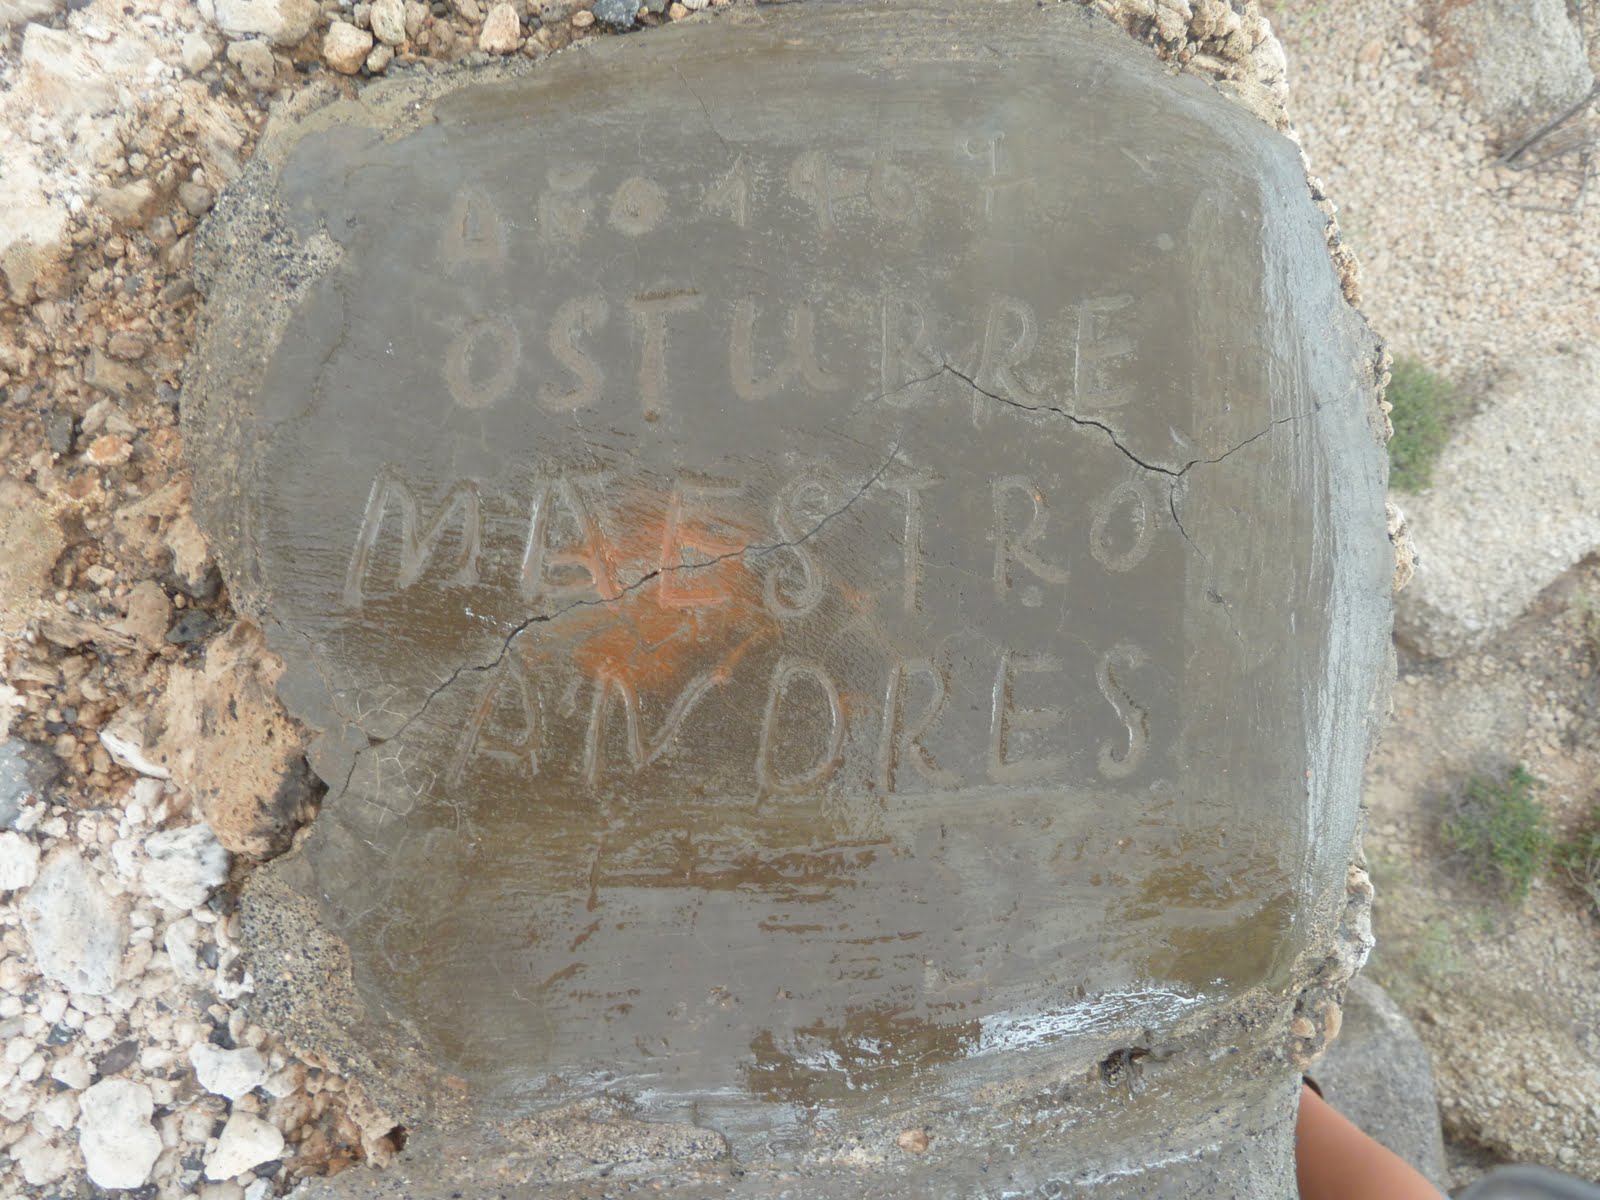 AÑO 1969
OSTUBRE
MAESTRO
ANDRES